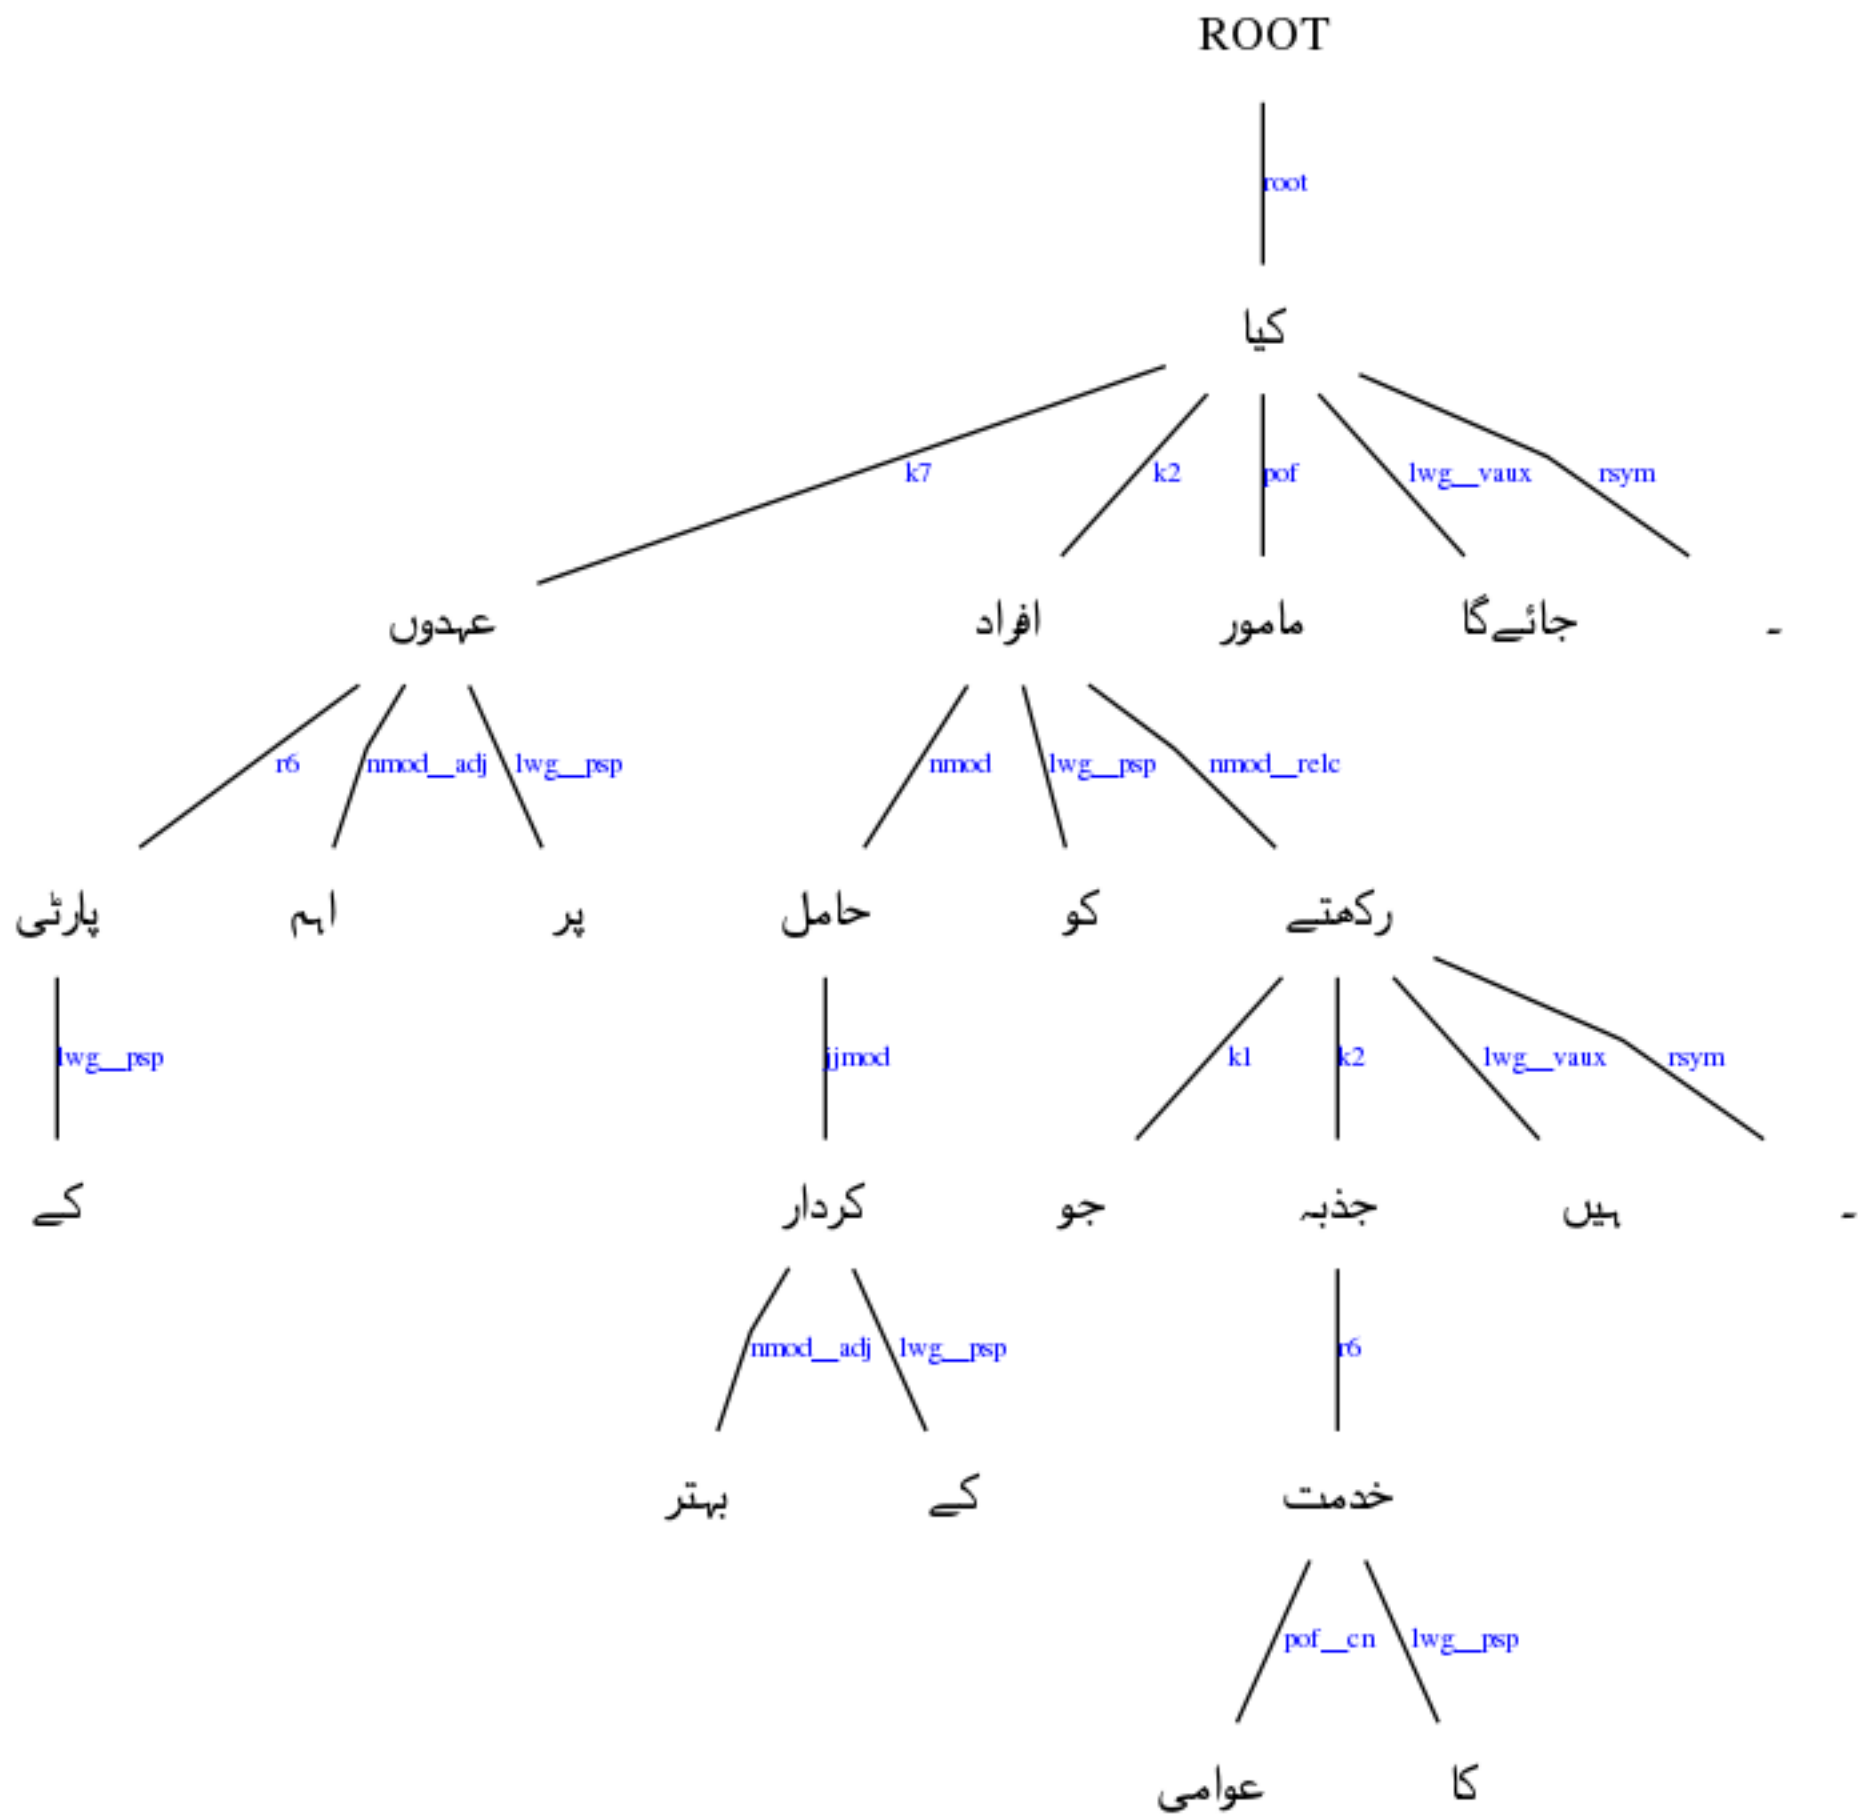 ROOT
root
کیا
k7 k2 pof lwg__vaux rsym
عہدوں افراد مامور جائےگا ۔
r6 nmod__adj lwg__psp nmod lwg__psp nmod__relc
پارٹی اہم پر حامل کو رکھتے
lwg__psp jjmod k1 k2 lwg__vaux rsym
کے کردار جو جذبہ ہیں ۔
nmod__adj lwg__psp r6
بہتر کے خدمت
pof__cn lwg__psp
عوامی کا